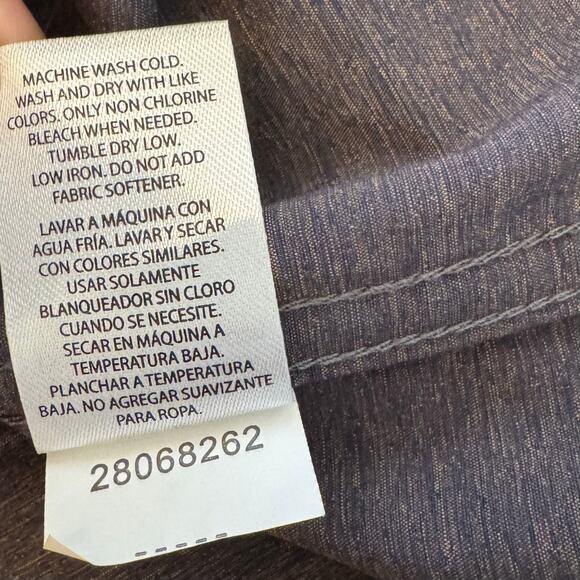 MACHINE WASH COLD.
WASH AND DRY WITH LIKE
COLORS. ONLY NON CHLORINE
BLEACH WHEN NEEDED.
TUMBLE DRY LOW.
LOW IRON. DO NOT ADD
FABRIC SOFTENER.
LAVAR A MÁQUINA CON
AGUA FRÍA. LAVAR Y SECAR
CON COLORES SIMILARES.
USAR SOLAMENTE
BLANQUEADOR SIN CLORO
CUANDO SE NECESITE.
SECAR EN MÁQUINA A
TEMPERATURA BAJA.
PLANCHAR A TEMPERATURA
BAJA. NO AGREGAR SUAVIZANTE
PARA ROPA.
28068262